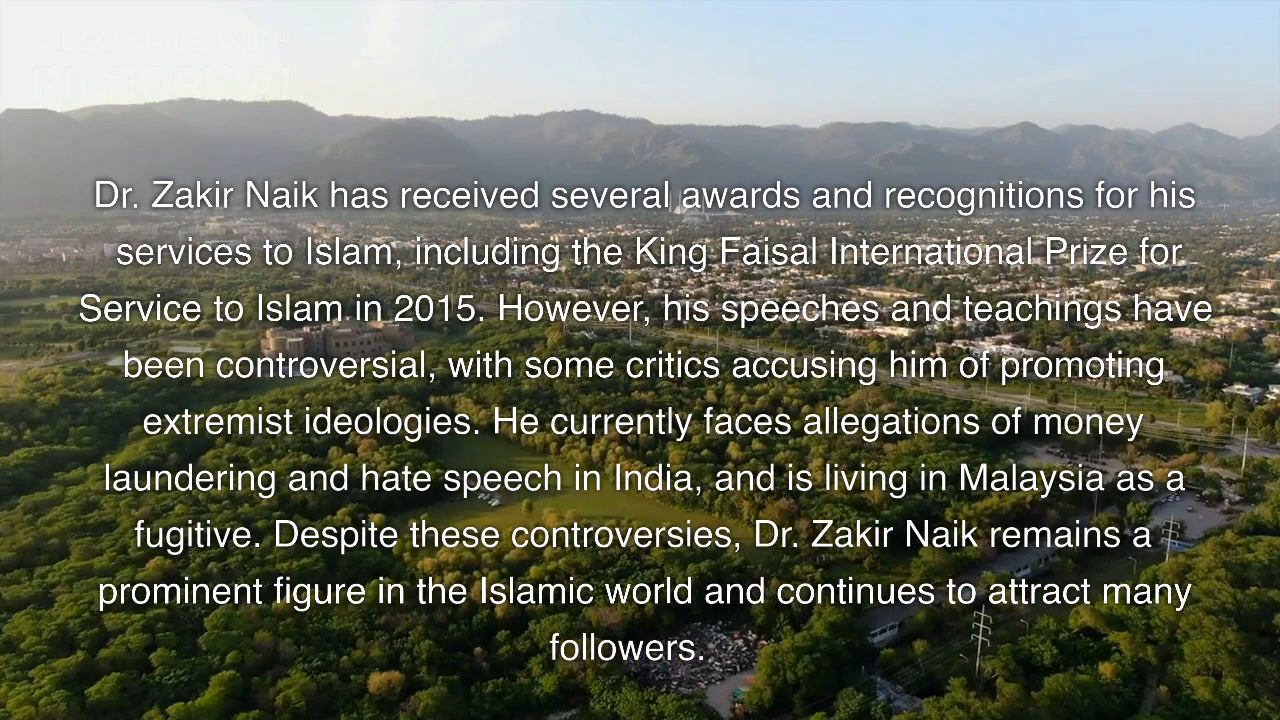 Dr. Zakir Naik has received several awards and recognitions for his
services to Islam, including the King Faisal International Prize for
Service to Islam in 2015. However, his speeches and teachings have
been controversial, with some critics accusing him of promoting
extremist ideologies. He currently faces allegations of money
laundering and hate speech in India, and is living in Malaysia as a
fugitive. Despite these controversies, Dr. Zakir Naik remains a
prominent figure in the Islamic world and continues to attract many
followers.